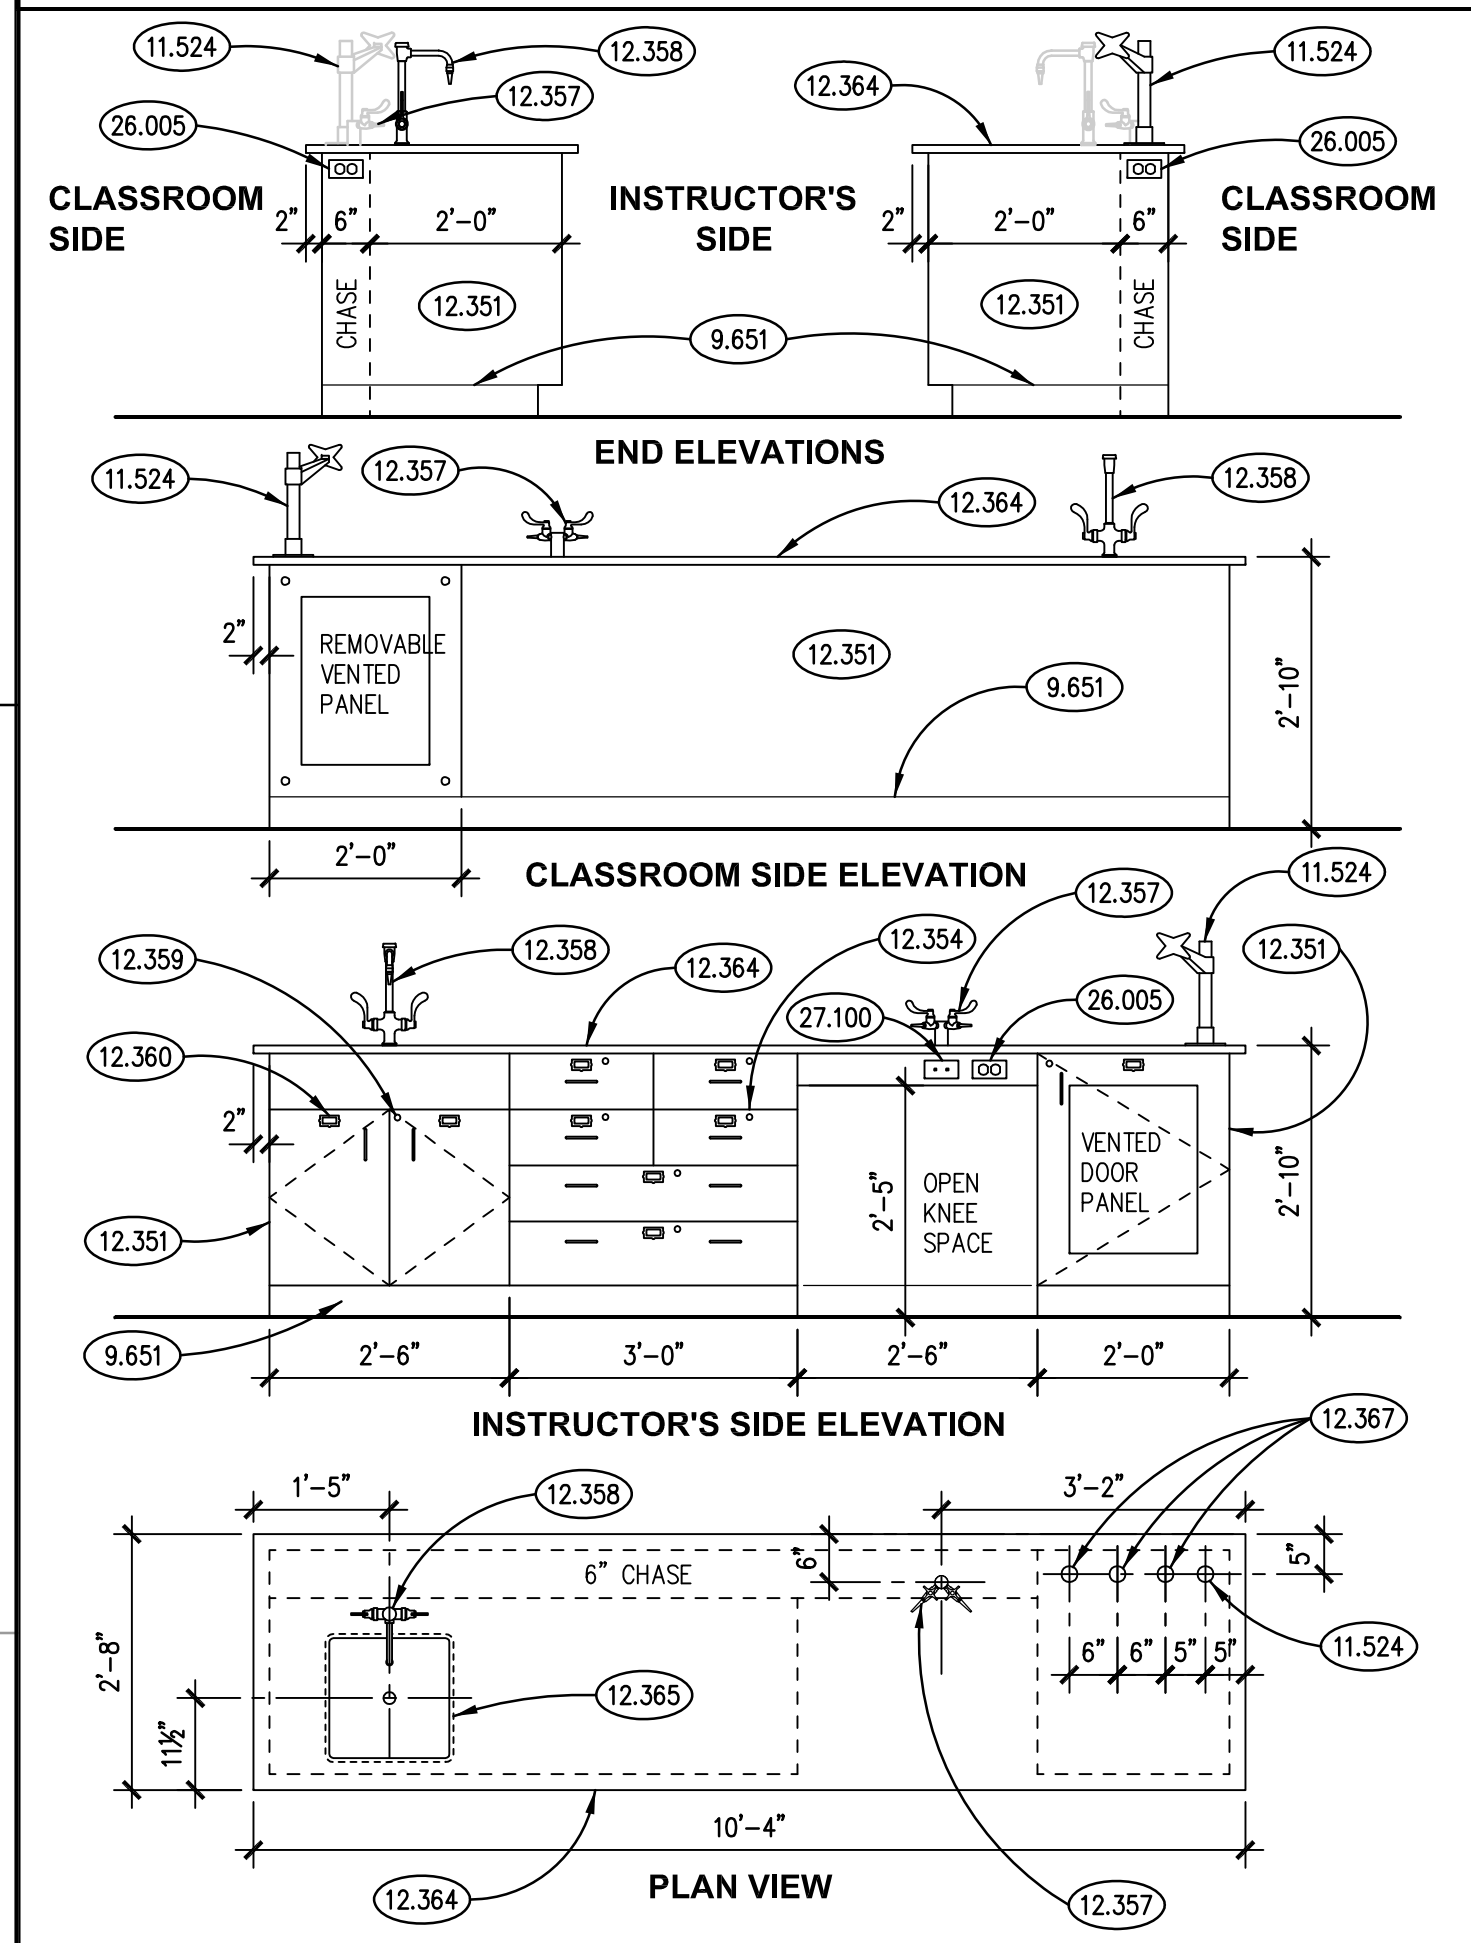 11.524
12.358
11.524
12.357
12.364
26.005
26.005
CLASSROOM
SIDE
INSTRUCTOR'S
SIDE
CLASSROOM
SIDE
2"
6"
2'-0"
2"
2'-0"
6"
CHASE
12.351
12.351
CHASE
9.651
END ELEVATIONS
11.524
12.357
12.364
12.358
2"
REMOVABLE
VENTED
PANEL
12.351
9.651
2'-10"
2'-0"
CLASSROOM SIDE ELEVATION
11.524
12.357
12.359
12.358
12.364
12.354
12.351
27.100
26.005
12.360
2"
VENTED
DOOR
PANEL
2'-5"
OPEN
KNEE
SPACE
2'-10"
12.351
9.651
2'-6"
3'-0"
2'-6"
2'-0"
INSTRUCTOR'S SIDE ELEVATION
12.367
1'-5"
12.358
3'-2"
6" CHASE
6"
5"
2'-8"
6"
6"
5"
5"
11.524
12.365
11½"
10'-4"
PLAN VIEW
12.364
12.357